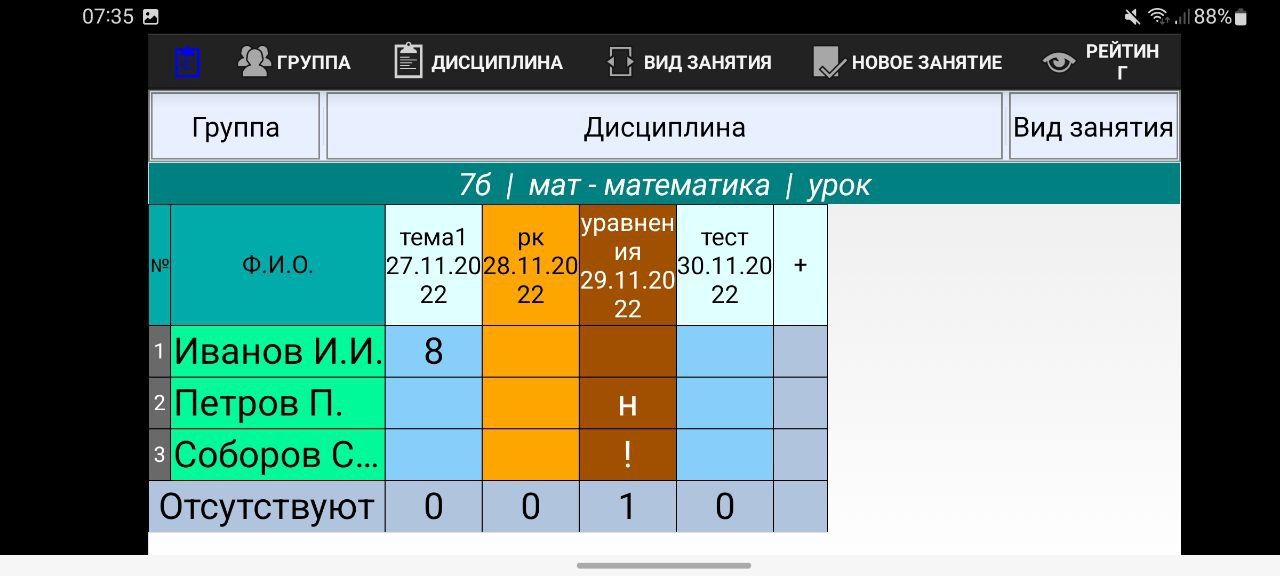 07:35 88%
ГРУППА ДИСЦИПЛИНА ВИД ЗАНЯТИЯ НОВОЕ ЗАНЯТИЕ РЕЙТИН
Г
Группа Дисциплина Вид занятия
7б | мат - математика | урок
№ Ф.И.О.
тема1
27.11.20
22
рк
28.11.20
22
уравнен
ия
29.11.20
22
тест
30.11.20
22
+
1 Иванов И.И. 8
2 Петров П. н
3 Соборов С... !
Отсутствуют 0 0 1 0